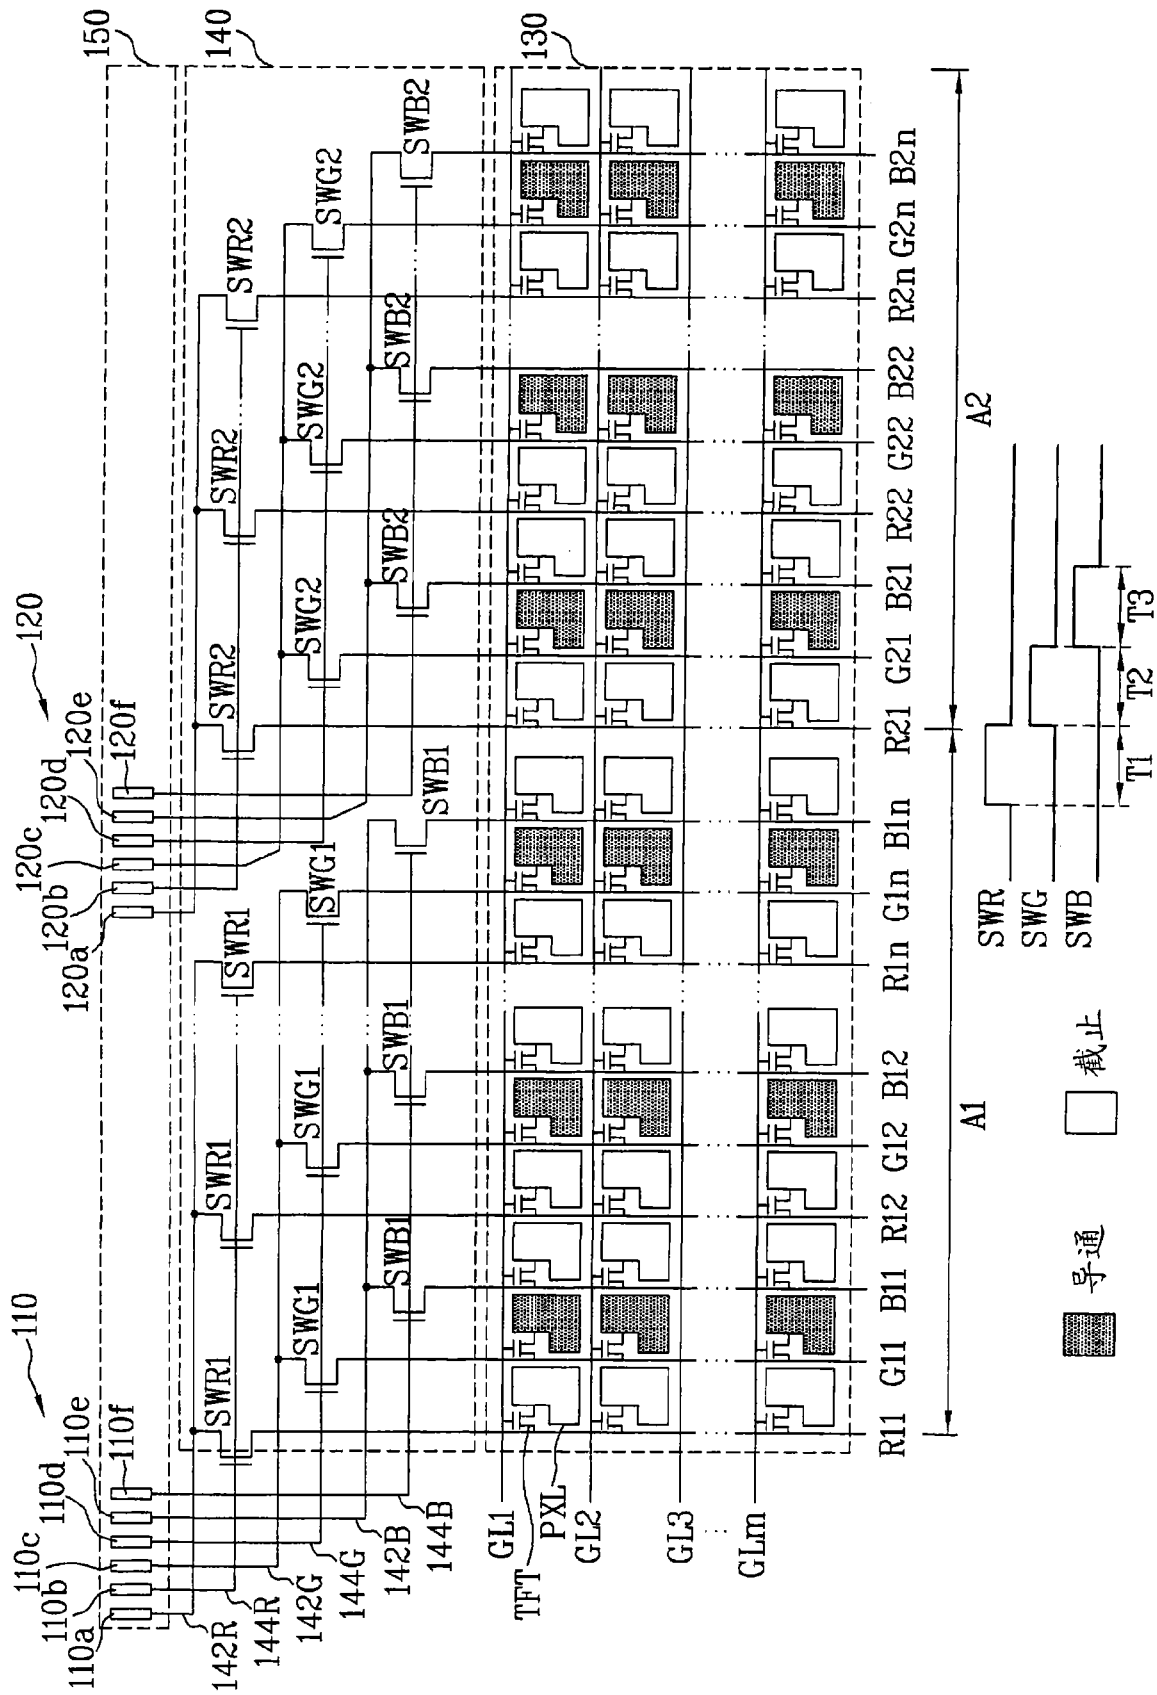 150
140
130
110
110a
110b
110c
110d
110e
110f
120
120a
120b
120c
120d
120e
120f
142R
144R
142G
144G
142B
144B
SWR1
SWR1
SWR1
SWR2
SWR2
SWR2
SWG1
SWG1
SWG1
SWG2
SWG2
SWG2
SWB1
SWB1
SWB1
SWB2
SWB2
SWB2
TFT
PXL
GL1
GL2
GL3
GLm
R11 G11 B11 R12 G12 B12 R1n G1n B1n R21 G21 B21 R22 G22 B22 R2n G2n B2n
A1
A2
导通
截止
SWR
SWG
SWB
T1
T2
T3